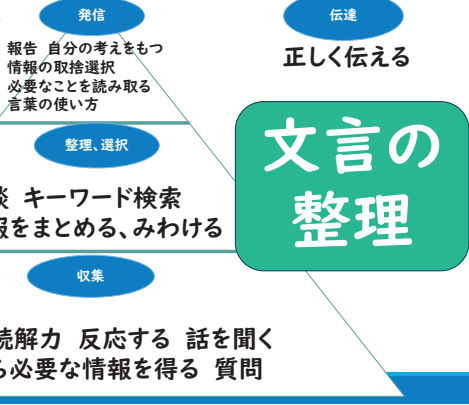 発信
報告 自分の考えをもつ
情報の取捨選択
必要なことを読み取る
言葉の使い方
伝達
正しく伝える
文言の
整理
整理、選択
キーワード検索
をまとめる、みわける
収集
読解力 反応する 話を聞く
必要な情報を得る 質問